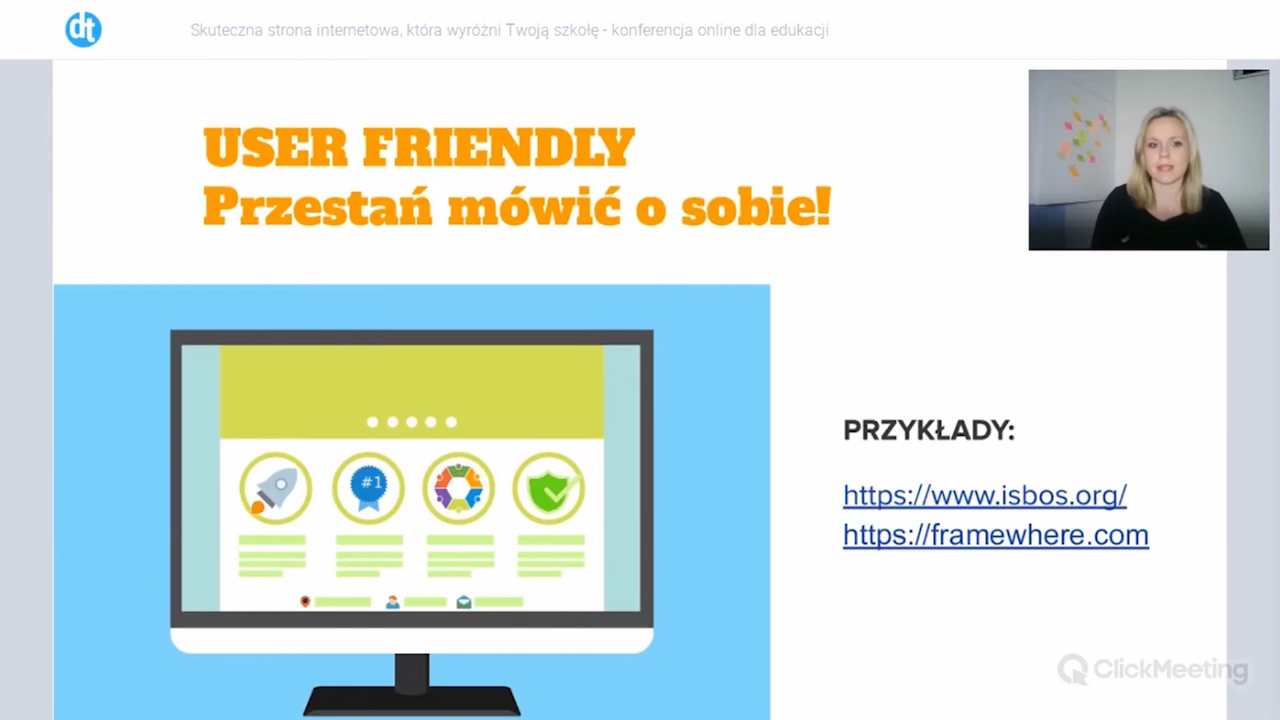 dt
Skuteczna strona internetowa, która wyróżni Twoją szkołę - konferencja online dla edukacji
USER FRIENDLY
Przestań mówić o sobie!
#1
PRZYKŁADY:
https://www.isbos.org/
https://framewhere.com
ClickMeeting